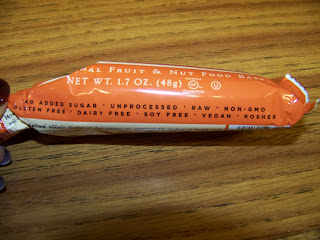 NAL FRUIT & NUT FOOD BAR
NET WT. 1.7 OZ. (48g)
NO ADDED SUGAR · UNPROCESSED · RAW · NON-GMO
GLUTEN FREE · DAIRY FREE · SOY FREE · VEGAN · KOSHER